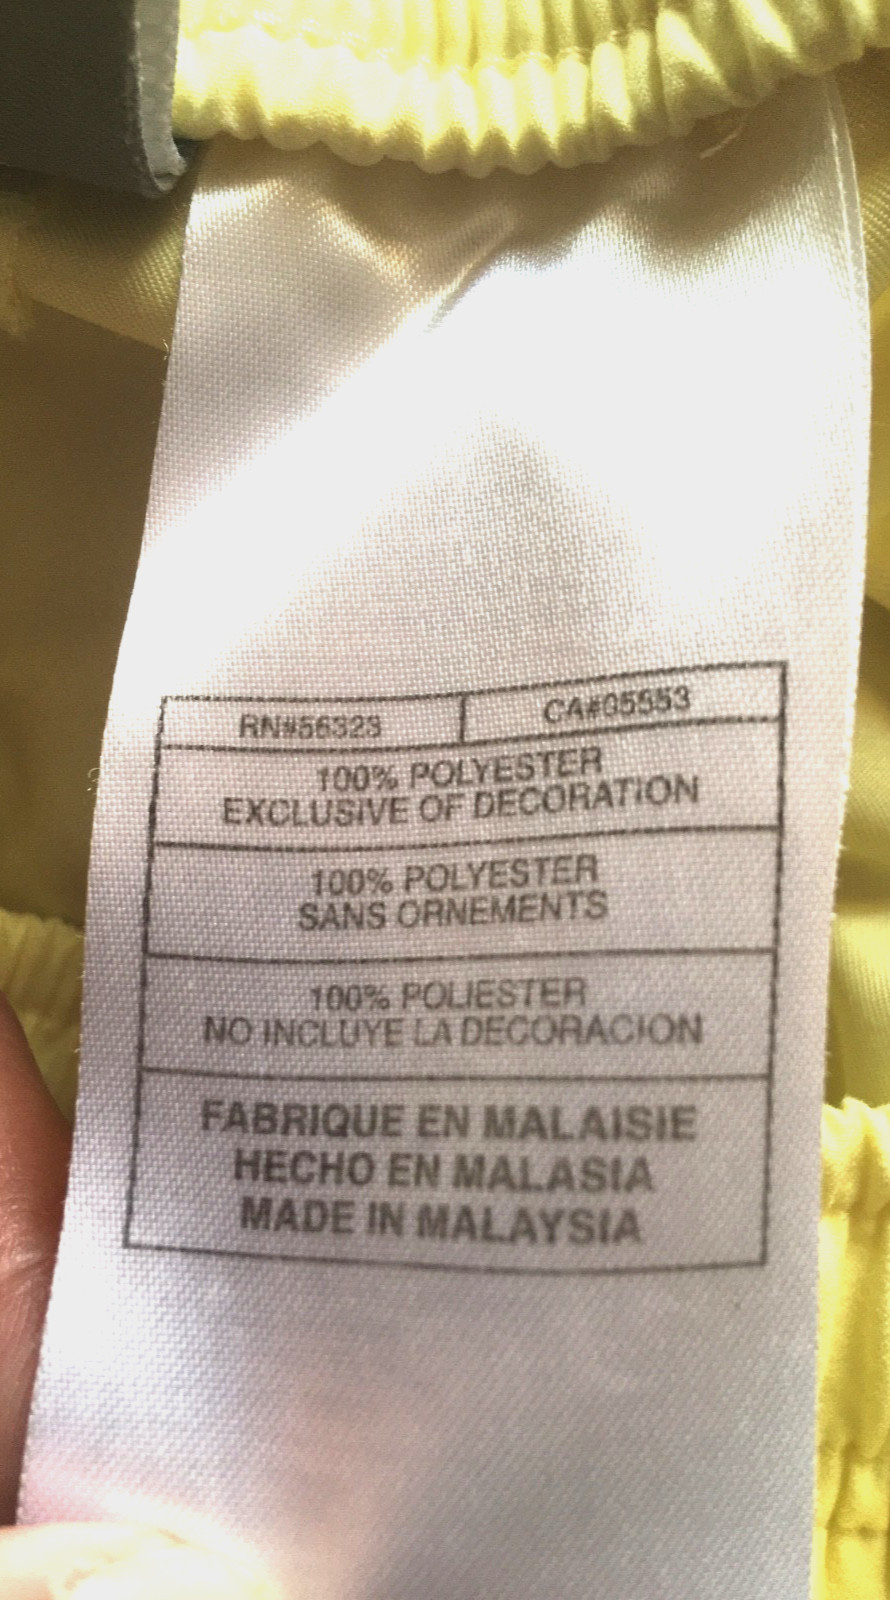 RN#56323
CA#05553
100% POLYESTER
EXCLUSIVE OF DECORATION
100% POLYESTER
SANS ORNEMENTS
100% POLIESTER
NO INCLUYE LA DECORACION
FABRIQUE EN MALAISIE
HECHO EN MALASIA
MADE IN MALAYSIA